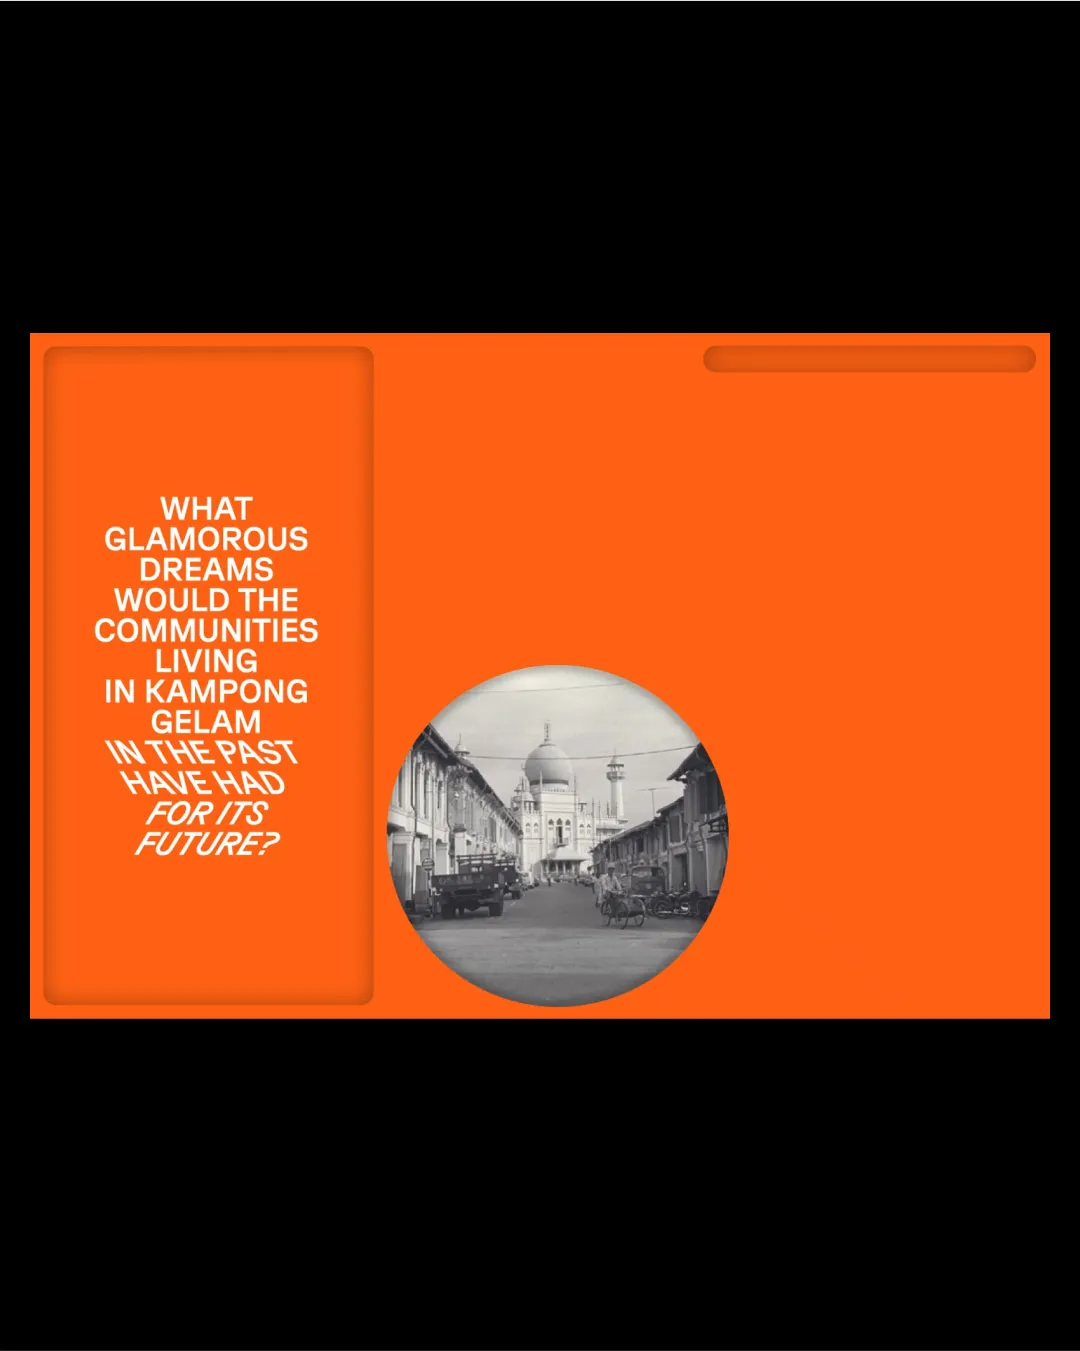 WHAT
GLAMOROUS
DREAMS
WOULD THE
COMMUNITIES
LIVING
IN KAMPONG
GELAM
IN THE PAST
HAVE HAD
FOR ITS
FUTURE?